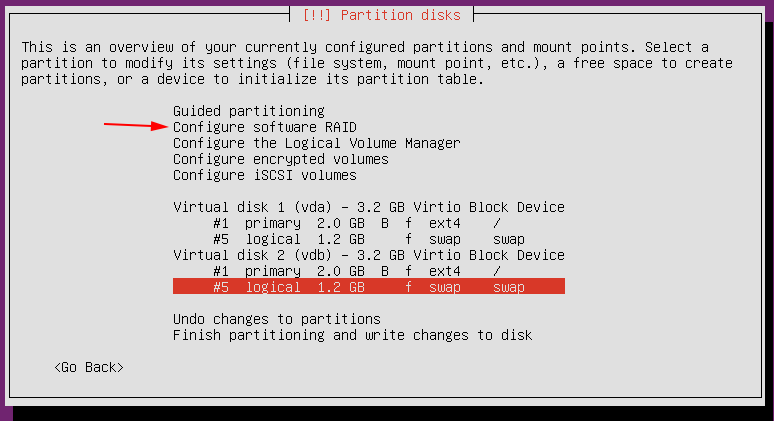 [!!] Partition disks
This is an overview of your currently configured partitions and mount points. Select a
partition to modify its settings (file system, mount point, etc.), a free space to create
partitions, or a device to initialize its partition table.
Guided partitioning
Configure software RAID
Configure the Logical Volume Manager
Configure encrypted volumes
Configure iSCSI volumes
Virtual disk 1 (vda) – 3.2 GB Virtio Block Device
#1 primary 2.0 GB B f ext4 /
#5 logical 1.2 GB f swap swap
Virtual disk 2 (vdb) – 3.2 GB Virtio Block Device
#1 primary 2.0 GB B f ext4 /
#5 logical 1.2 GB f swap swap
Undo changes to partitions
Finish partitioning and write changes to disk
<Go Back>